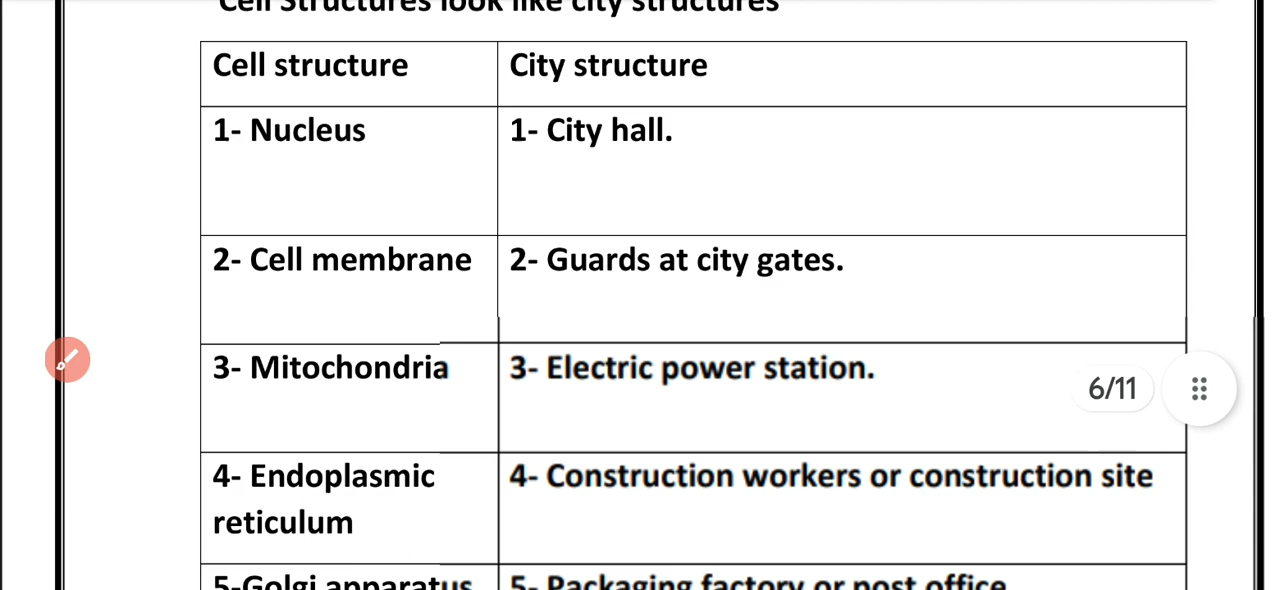 Cell Structures look like city structures
Cell structure
City structure
1- Nucleus
1- City hall.
2- Cell membrane
2- Guards at city gates.
3- Mitochondria
3- Electric power station.
6/11
4- Endoplasmic
reticulum
4- Construction workers or construction site
5-Golgi apparatus
5- Packaging factory or post office